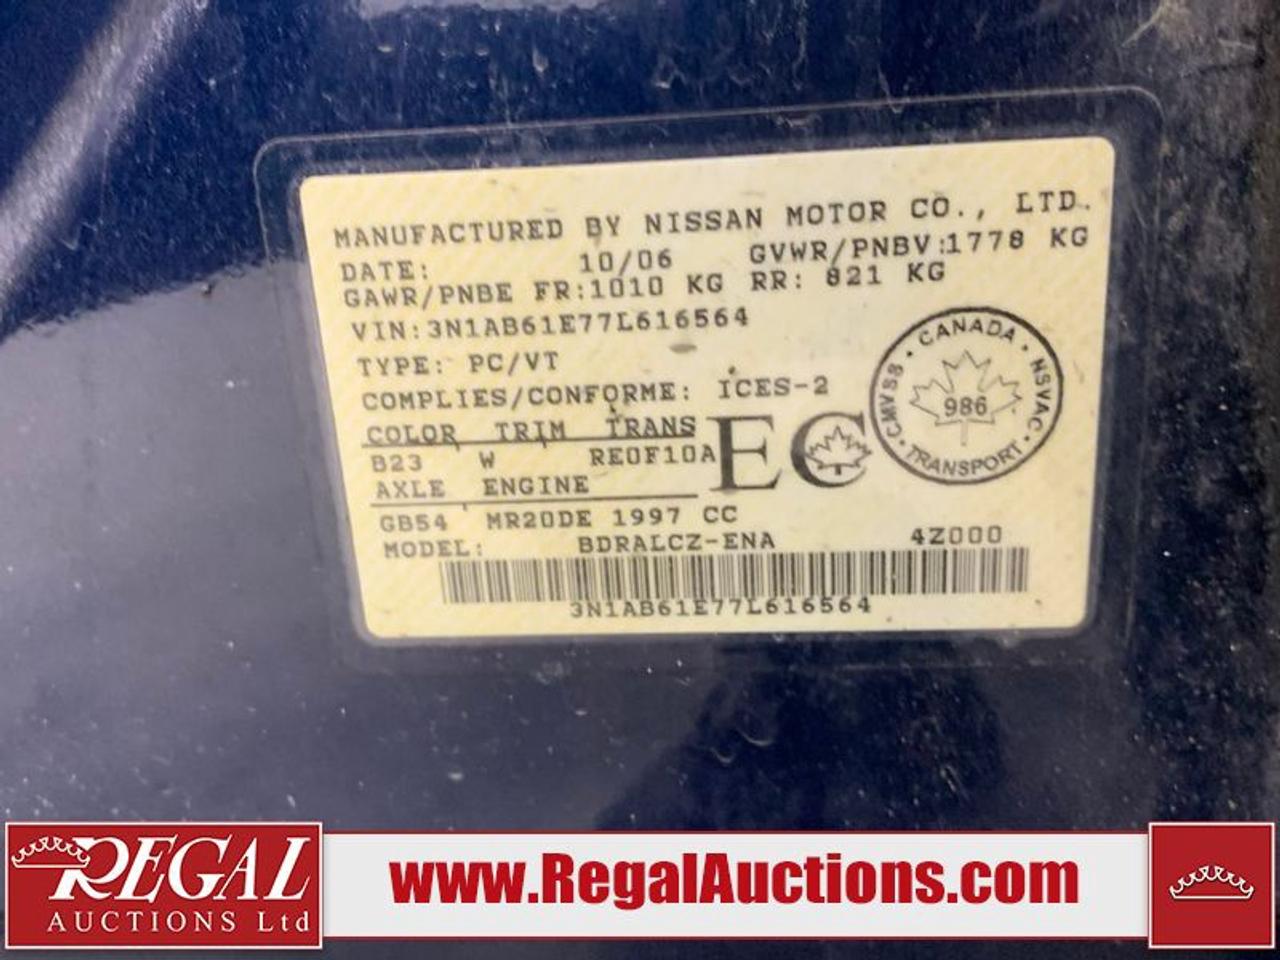 MANUFACTURED BY NISSAN MOTOR CO., LTD.
DATE: 10/06 GVWR/PNBV:1778 KG
GAWR/PNBE FR:1010 KG RR: 821 KG
VIN:3N1AB61E77L616564
TYPE: PC/VT
COMPLIES/CONFORME: ICES-2
COLOR TRIM TRANS
B23 W RE0F10A
AXLE ENGINE
GB54 MR20DE 1997 CC
MODEL: BDRALCZ-ENA 4Z000
3N1AB61E77L616564
EC
CANADA · NSVAC · TRANSPORT · CMVSS ·
986
REGAL
AUCTIONS Ltd
www.RegalAuctions.com